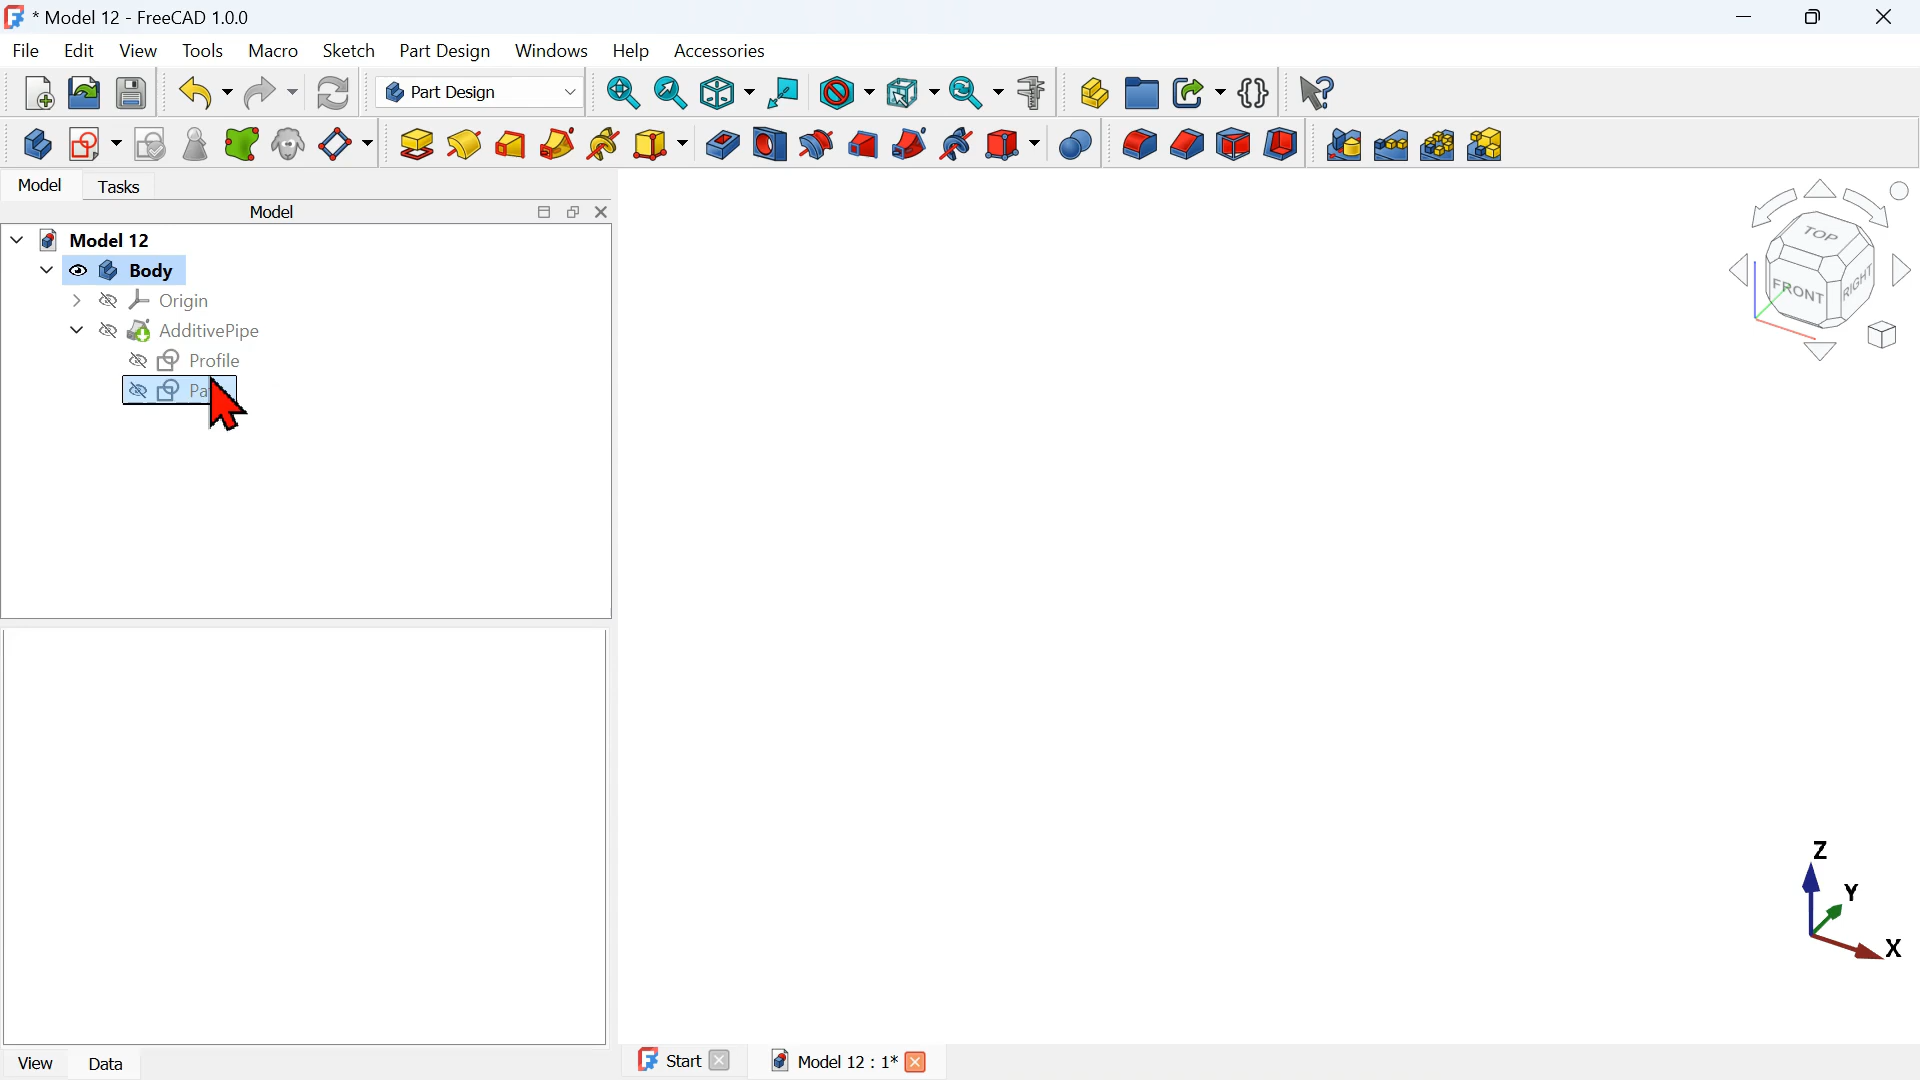 * Model 12 - FreeCAD 1.0.0
File Edit View Tools Macro Sketch Part Design Windows Help Accessories
Part Design
Model Tasks
Model
Model 12
Body
Origin
AdditivePipe
Profile
TOP
FRONT
RIGHT
Z
Y
X
View Data
Start
Model 12 : 1*